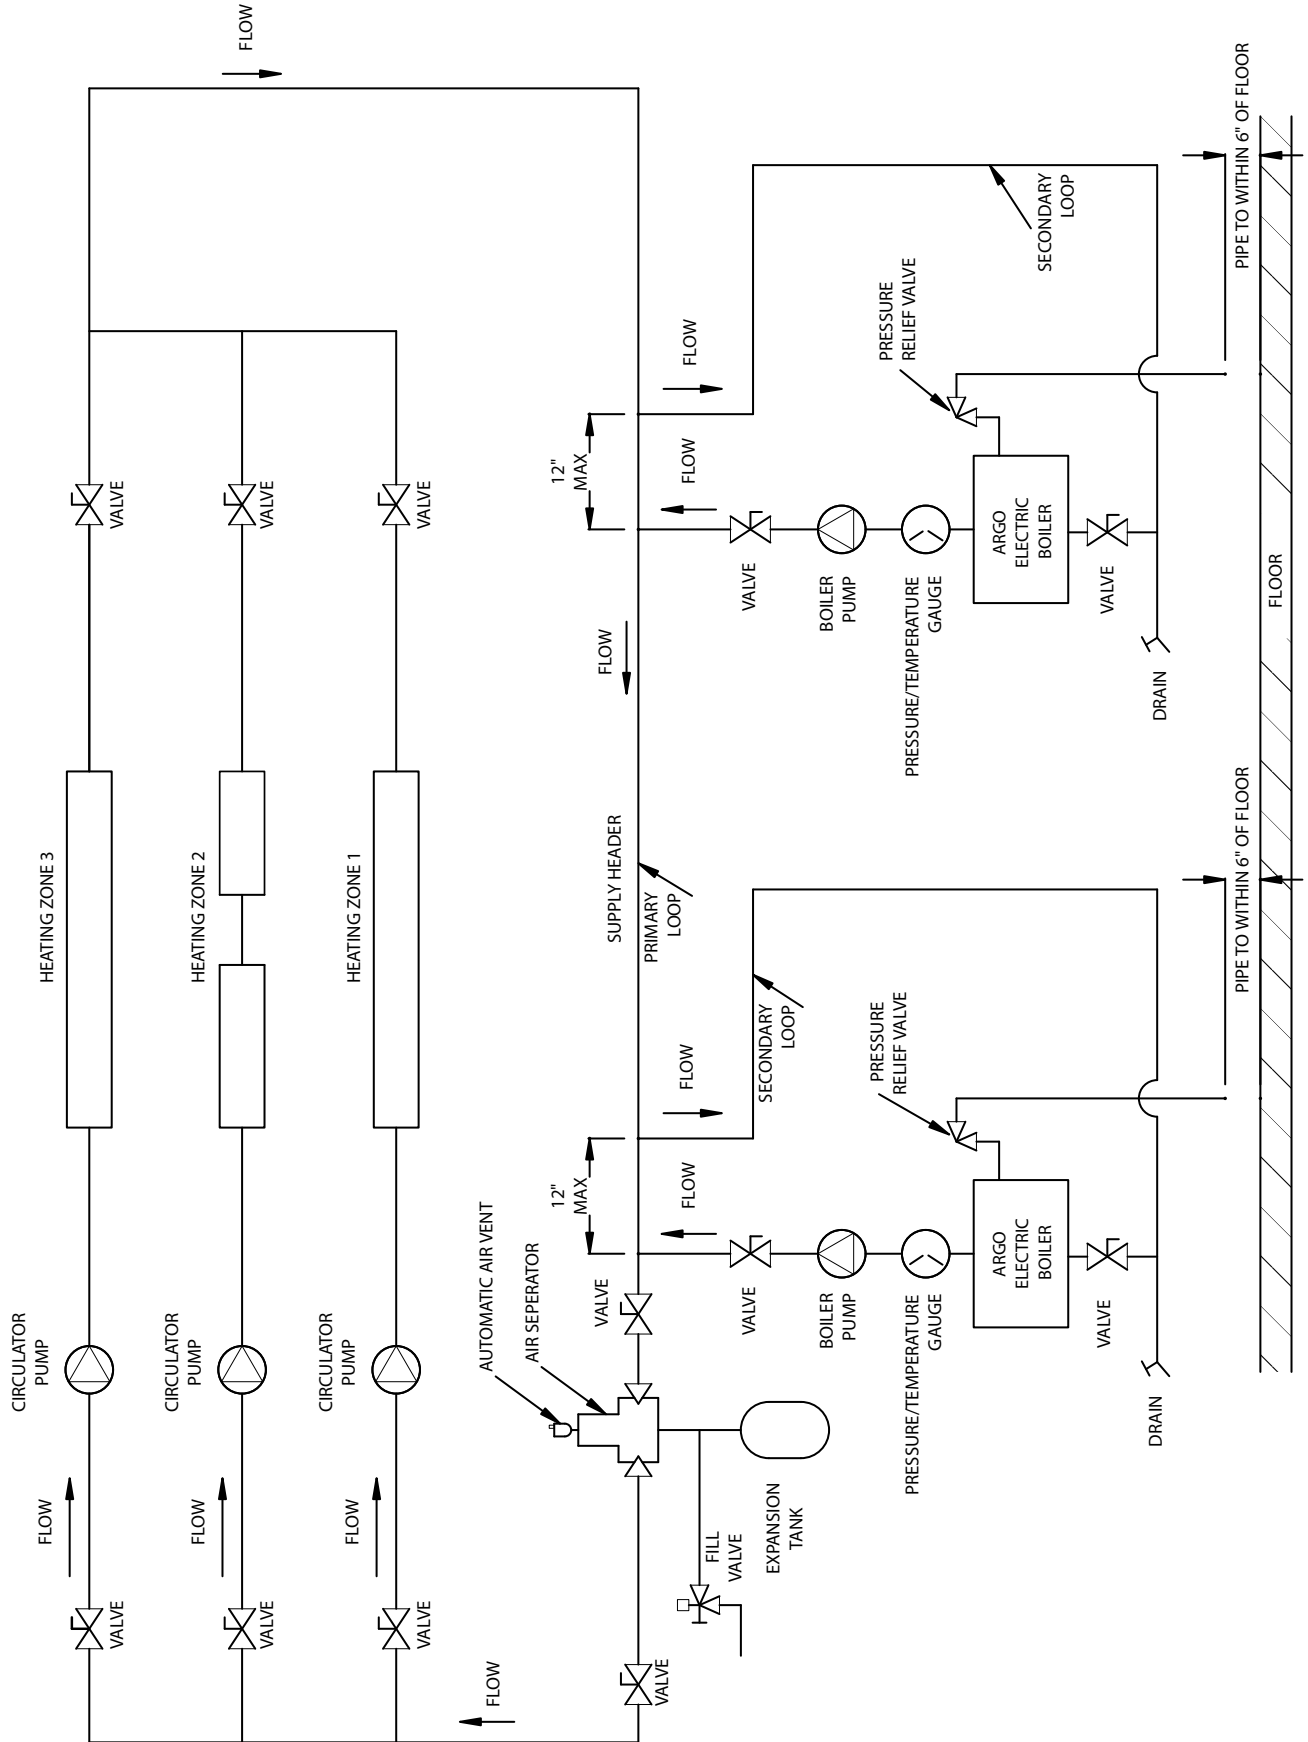 CIRCULATOR
PUMP
HEATING ZONE 3
FLOW
VALVE
VALVE
CIRCULATOR
PUMP
HEATING ZONE 2
FLOW
FLOW
VALVE
VALVE
CIRCULATOR
PUMP
HEATING ZONE 1
FLOW
VALVE
VALVE
FLOW
AUTOMATIC AIR VENT
AIR SEPERATOR
12"
MAX
12"
MAX
VALVE
FLOW
SUPPLY HEADER
PRIMARY
LOOP
VALVE
FLOW
FLOW
FLOW
FLOW
FILL
VALVE
EXPANSION
TANK
VALVE
SECONDARY
LOOP
VALVE
BOILER
PUMP
BOILER
PUMP
PRESSURE
RELIEF VALVE
PRESSURE
RELIEF VALVE
PRESSURE/TEMPERATURE
GAUGE
PRESSURE/TEMPERATURE
GAUGE
ARGO
ELECTRIC
BOILER
ARGO
ELECTRIC
BOILER
SECONDARY
LOOP
VALVE
VALVE
DRAIN
DRAIN
PIPE TO WITHIN 6" OF FLOOR
PIPE TO WITHIN 6" OF FLOOR
FLOOR